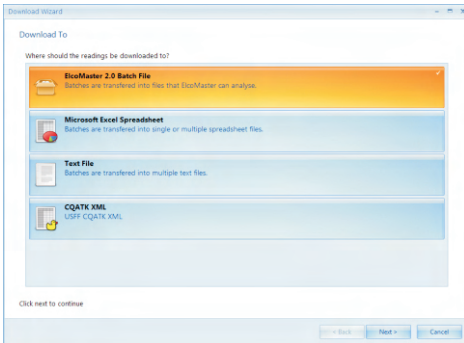 Download Wizard
Download To
Where should the readings be downloaded to?
ElcoMaster 2.0 Batch File
Batches are transfered into files that ElcoMaster can analyse.
Microsoft Excel Spreadsheet
Batches are transfered into single or multiple spreadsheet files.
Text File
Batches are transfered into multiple text files.
CQATK XML
USFF CQATK XML
Click next to continue
< Back Next > Cancel